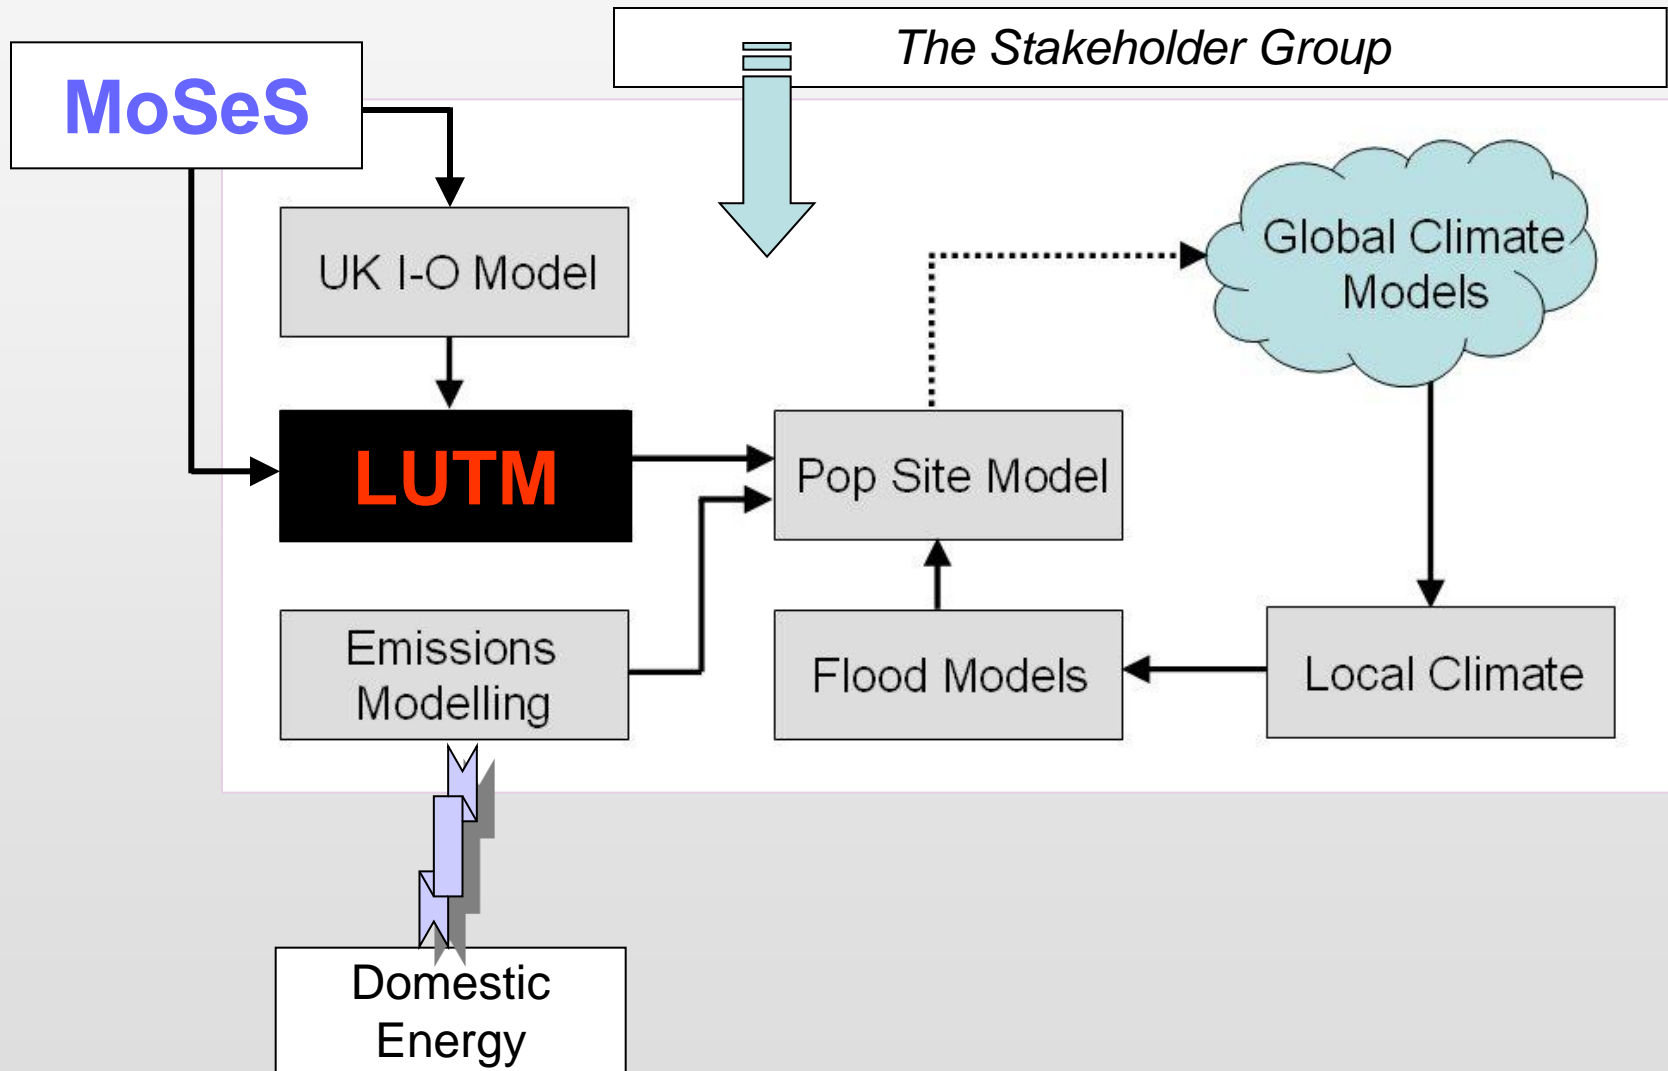 The Stakeholder Group
MoSeS
UK I-O Model
Global Climate
Models
LUTM
Pop Site Model
Emissions
Modelling
Flood Models
Local Climate
Domestic
Energy